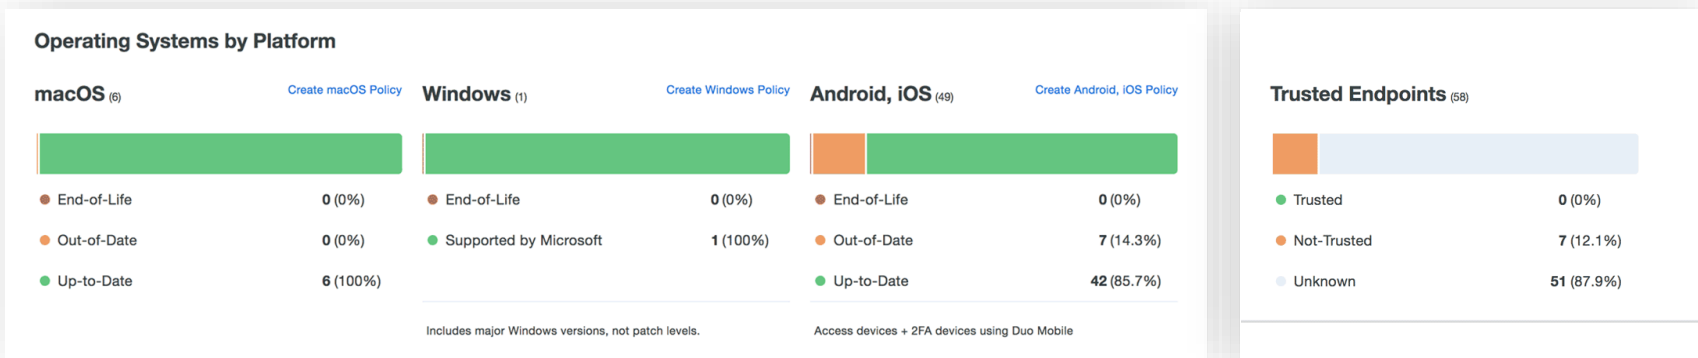 Operating Systems by Platform
macOS (6)
Create macOS Policy
End-of-Life 0 (0%)
Out-of-Date 0 (0%)
Up-to-Date 6 (100%)
Windows (1)
Create Windows Policy
End-of-Life 0 (0%)
Supported by Microsoft 1 (100%)
Includes major Windows versions, not patch levels.
Android, iOS (49)
Create Android, iOS Policy
End-of-Life 0 (0%)
Out-of-Date 7 (14.3%)
Up-to-Date 42 (85.7%)
Access devices + 2FA devices using Duo Mobile
Trusted Endpoints (58)
Trusted 0 (0%)
Not-Trusted 7 (12.1%)
Unknown 51 (87.9%)